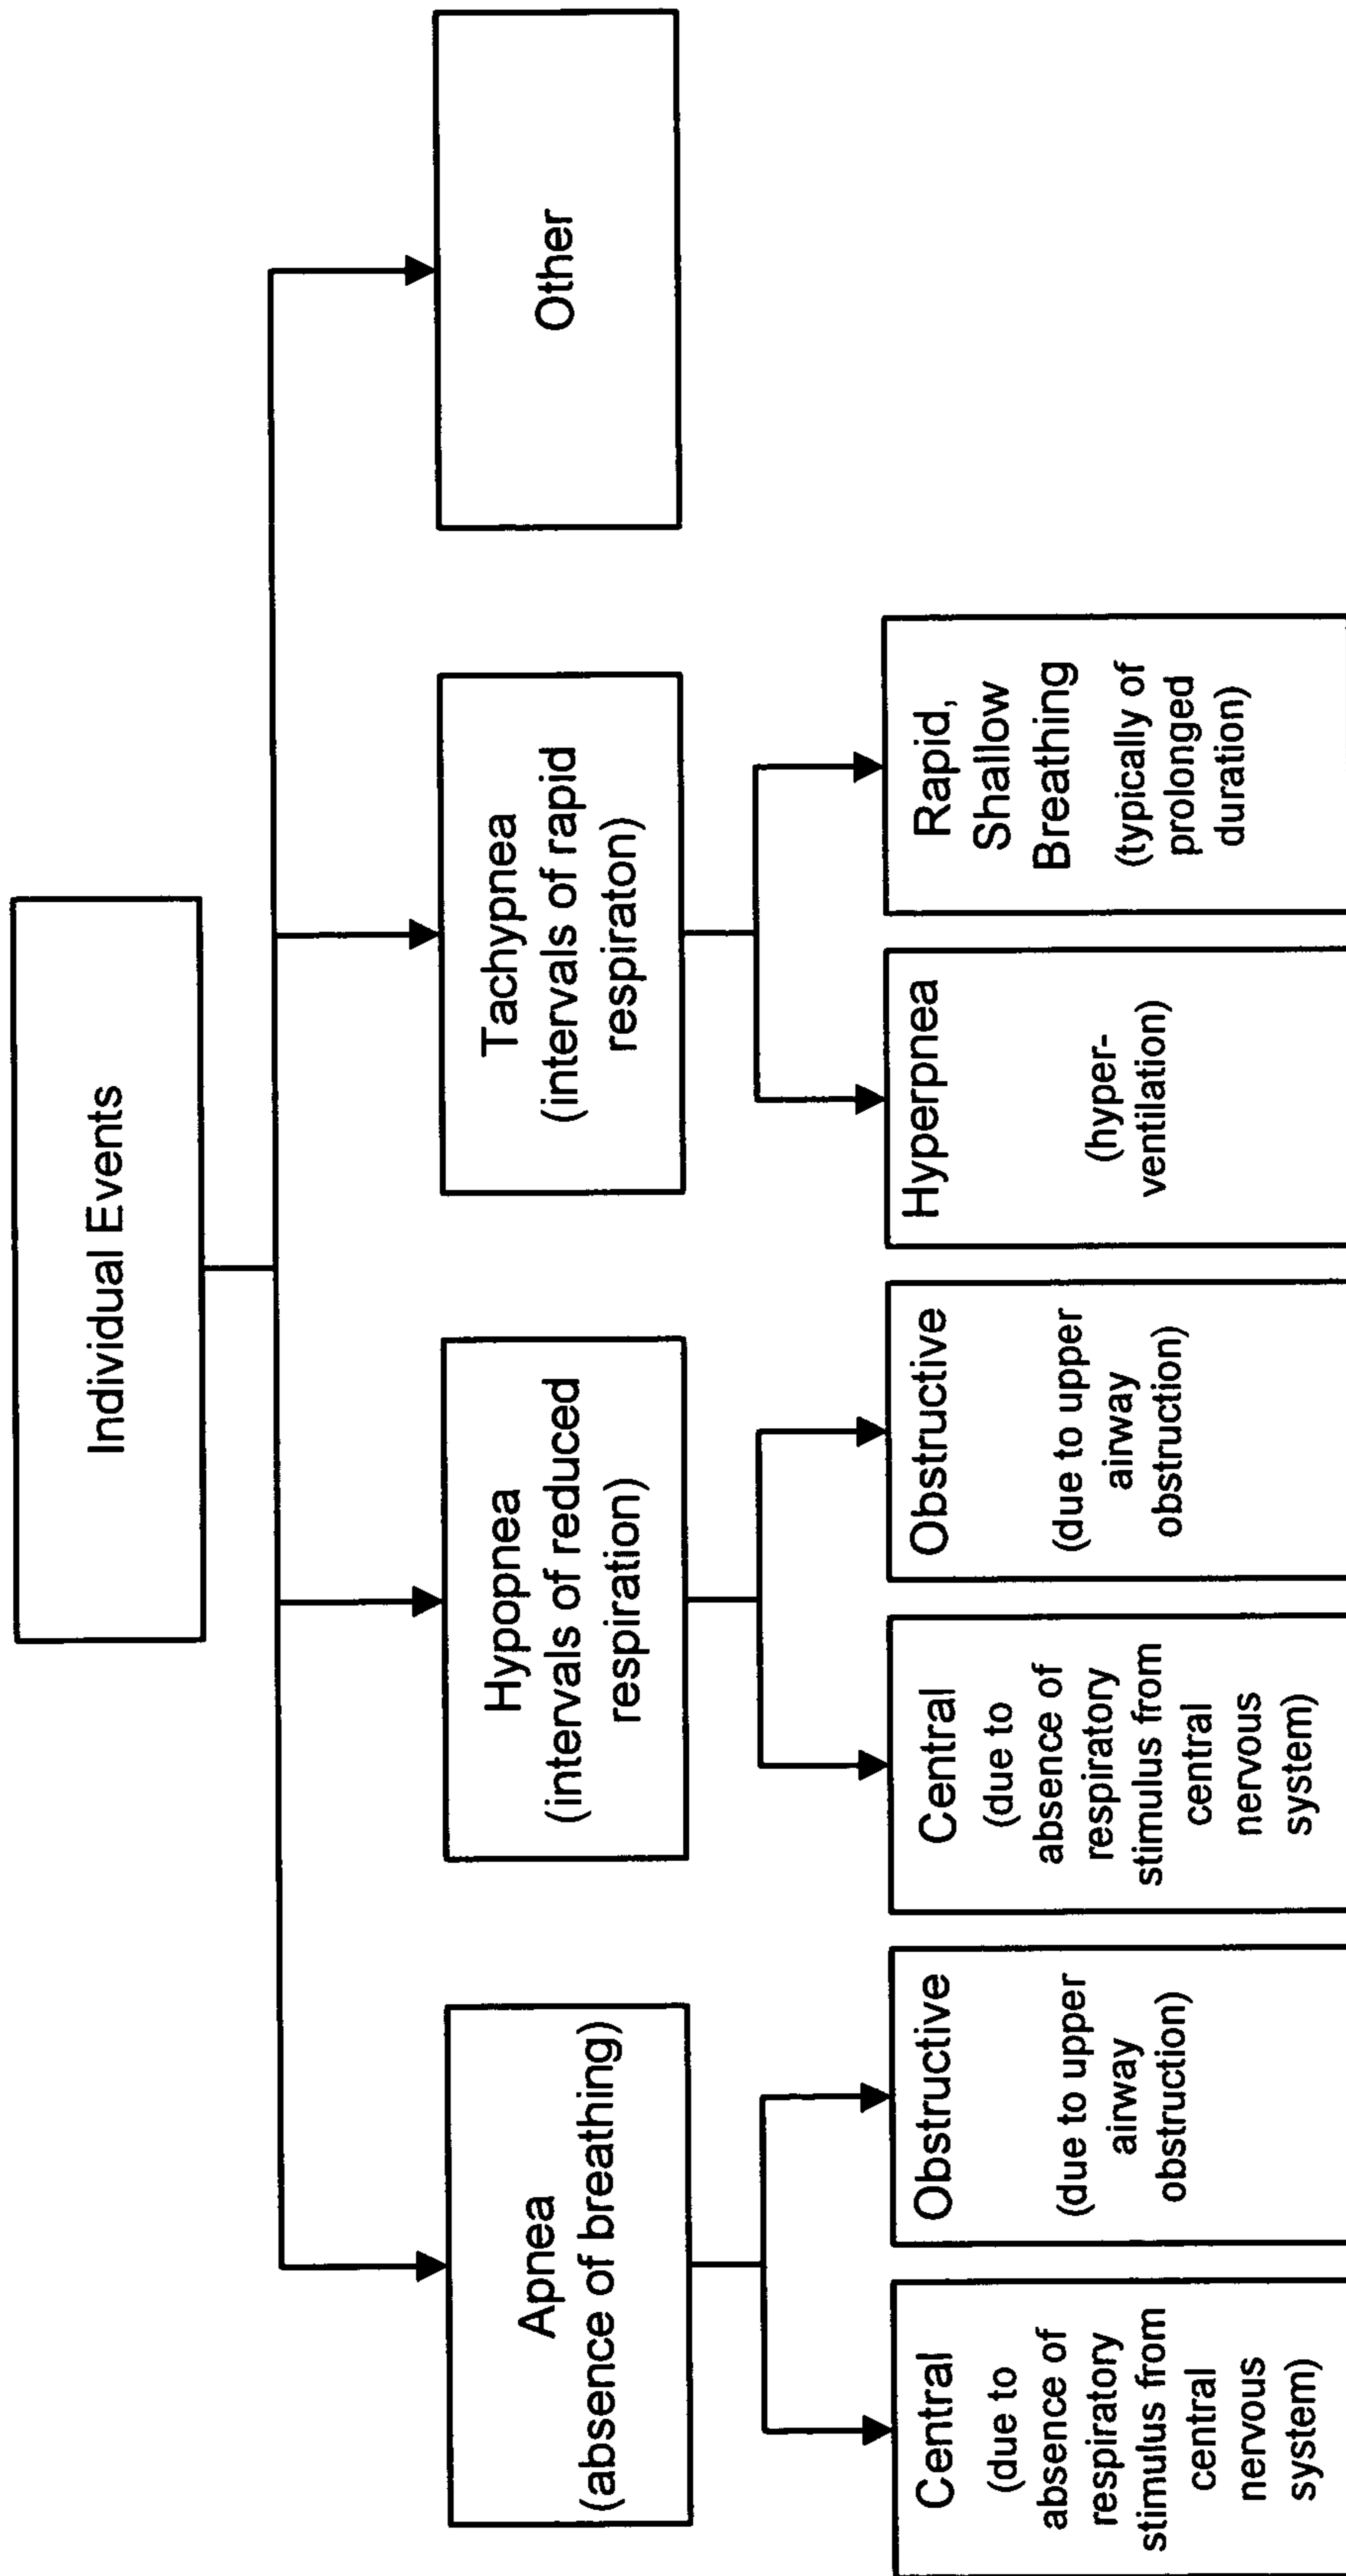 Individual Events
Apnea
(absence of breathing)
Hypopnea
(intervals of reduced
respiration)
Tachypnea
(intervals of rapid
respiraton)
Other
Central
(due to
absence of
respiratory
stimulus from
central
nervous
system)
Obstructive
(due to upper
airway
obstruction)
Central
(due to
absence of
respiratory
stimulus from
central
nervous
system)
Obstructive
(due to upper
airway
obstruction)
Hyperpnea
(hyper-
ventilation)
Rapid,
Shallow
Breathing
(typically of
prolonged
duration)